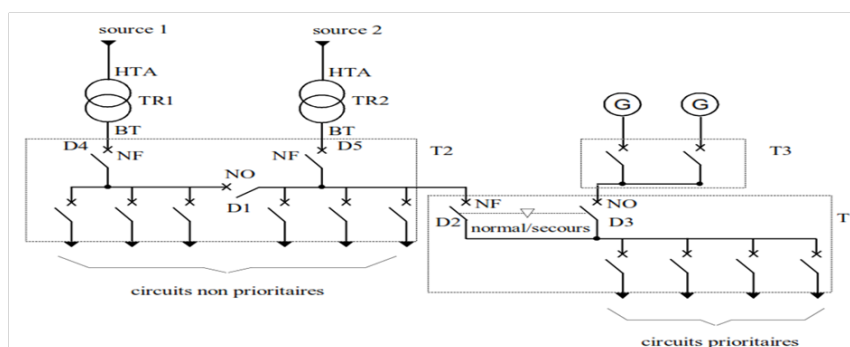 source 1
source 2
HTA
HTA
TR1
TR2
G
G
BT
BT
D4
NF
NF
D5
T2
T3
NO
D1
NF
NO
D2
D3
T
normal/secours
circuits non prioritaires
circuits prioritaires